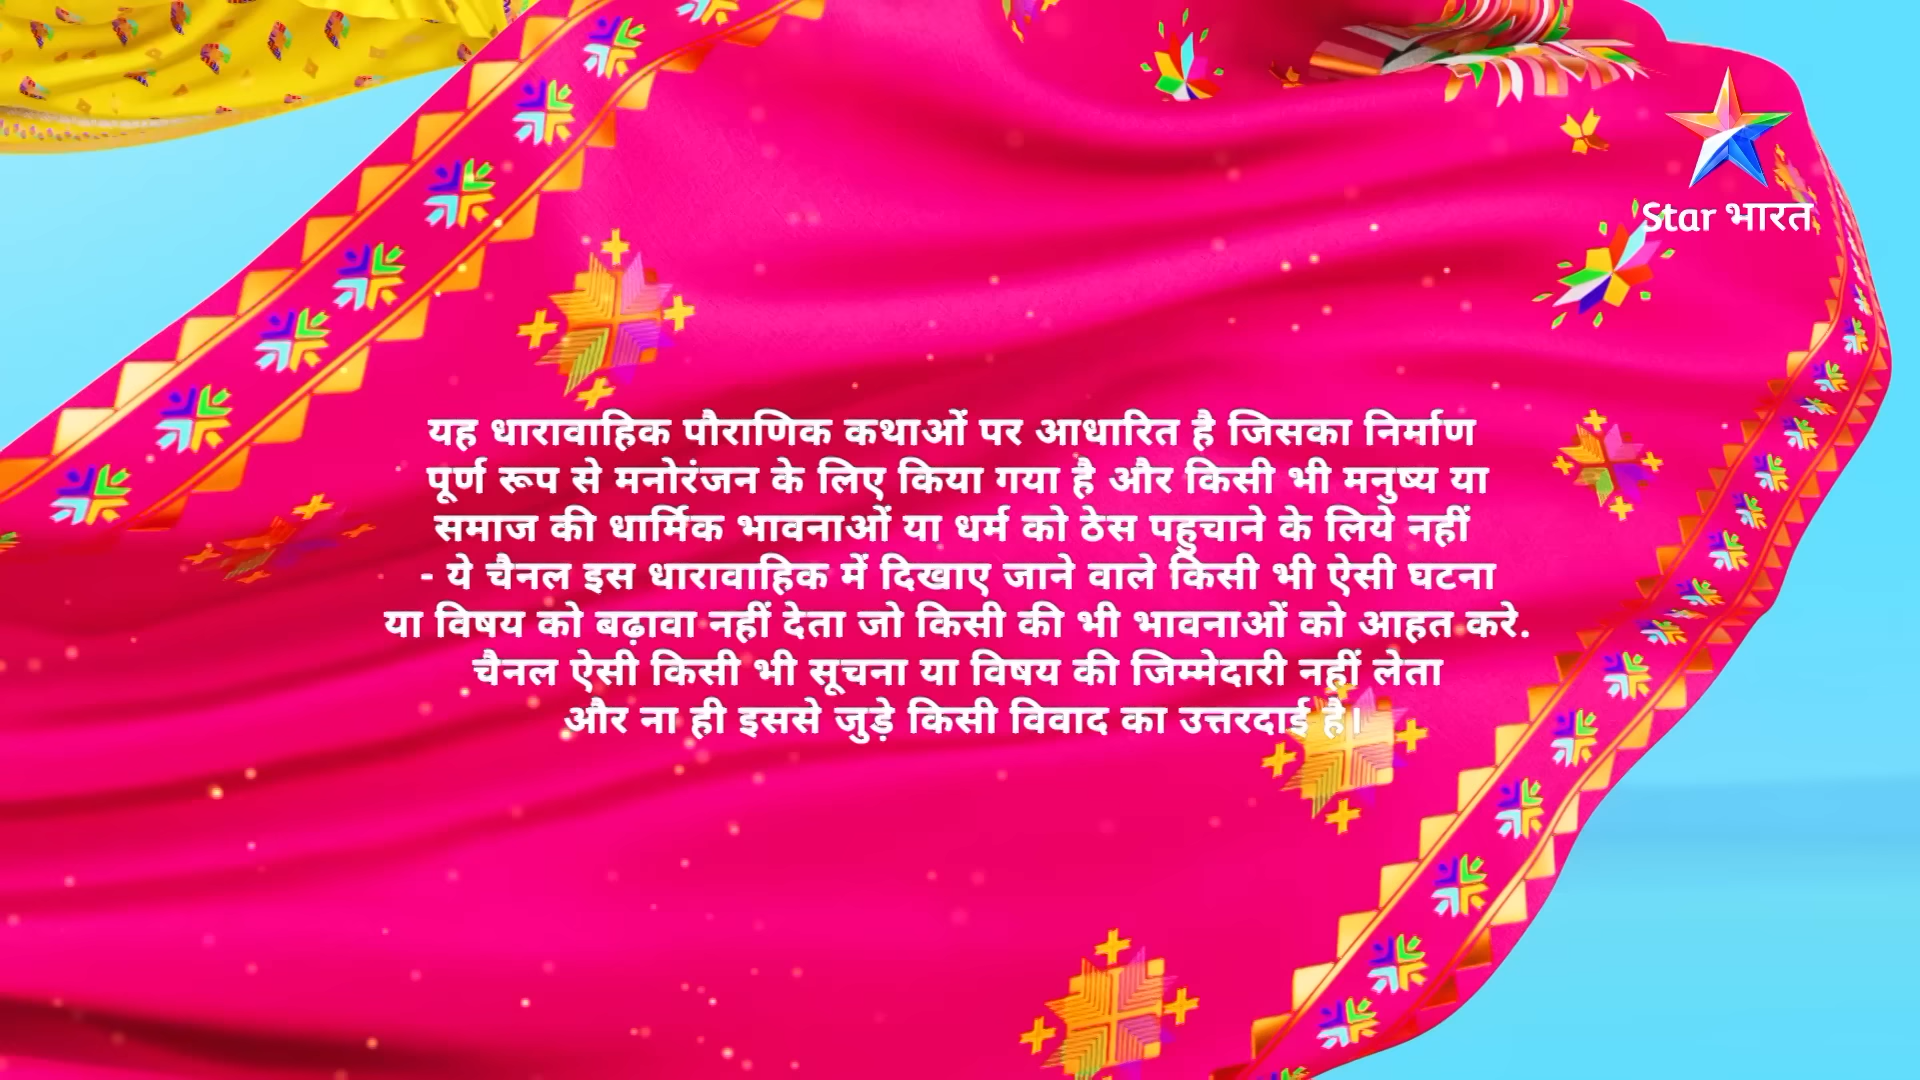 Star भारत
यह धारावाहिक पौराणिक कथाओं पर आधारित है जिसका निर्माण
पूर्ण रूप से मनोरंजन के लिए किया गया है और किसी भी मनुष्य या
समाज की धार्मिक भावनाओं या धर्म को ठेस पहुचाने के लिये नहीं
- ये चैनल इस धारावाहिक में दिखाए जाने वाले किसी भी ऐसी घटना
या विषय को बढ़ावा नहीं देता जो किसी की भी भावनाओं को आहत करे.
चैनल ऐसी किसी भी सूचना या विषय की जिम्मेदारी नहीं लेता
और ना ही इससे जुड़े किसी विवाद का उत्तरदाई है।